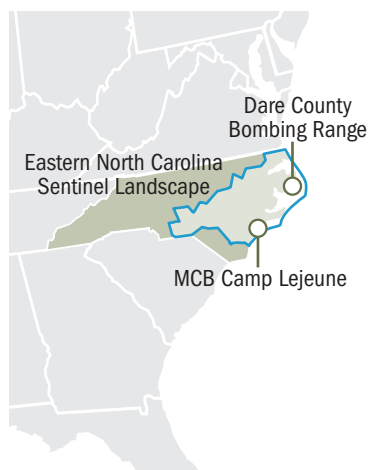 Dare County
Bombing Range
Eastern North Carolina
Sentinel Landscape
MCB Camp Lejeune